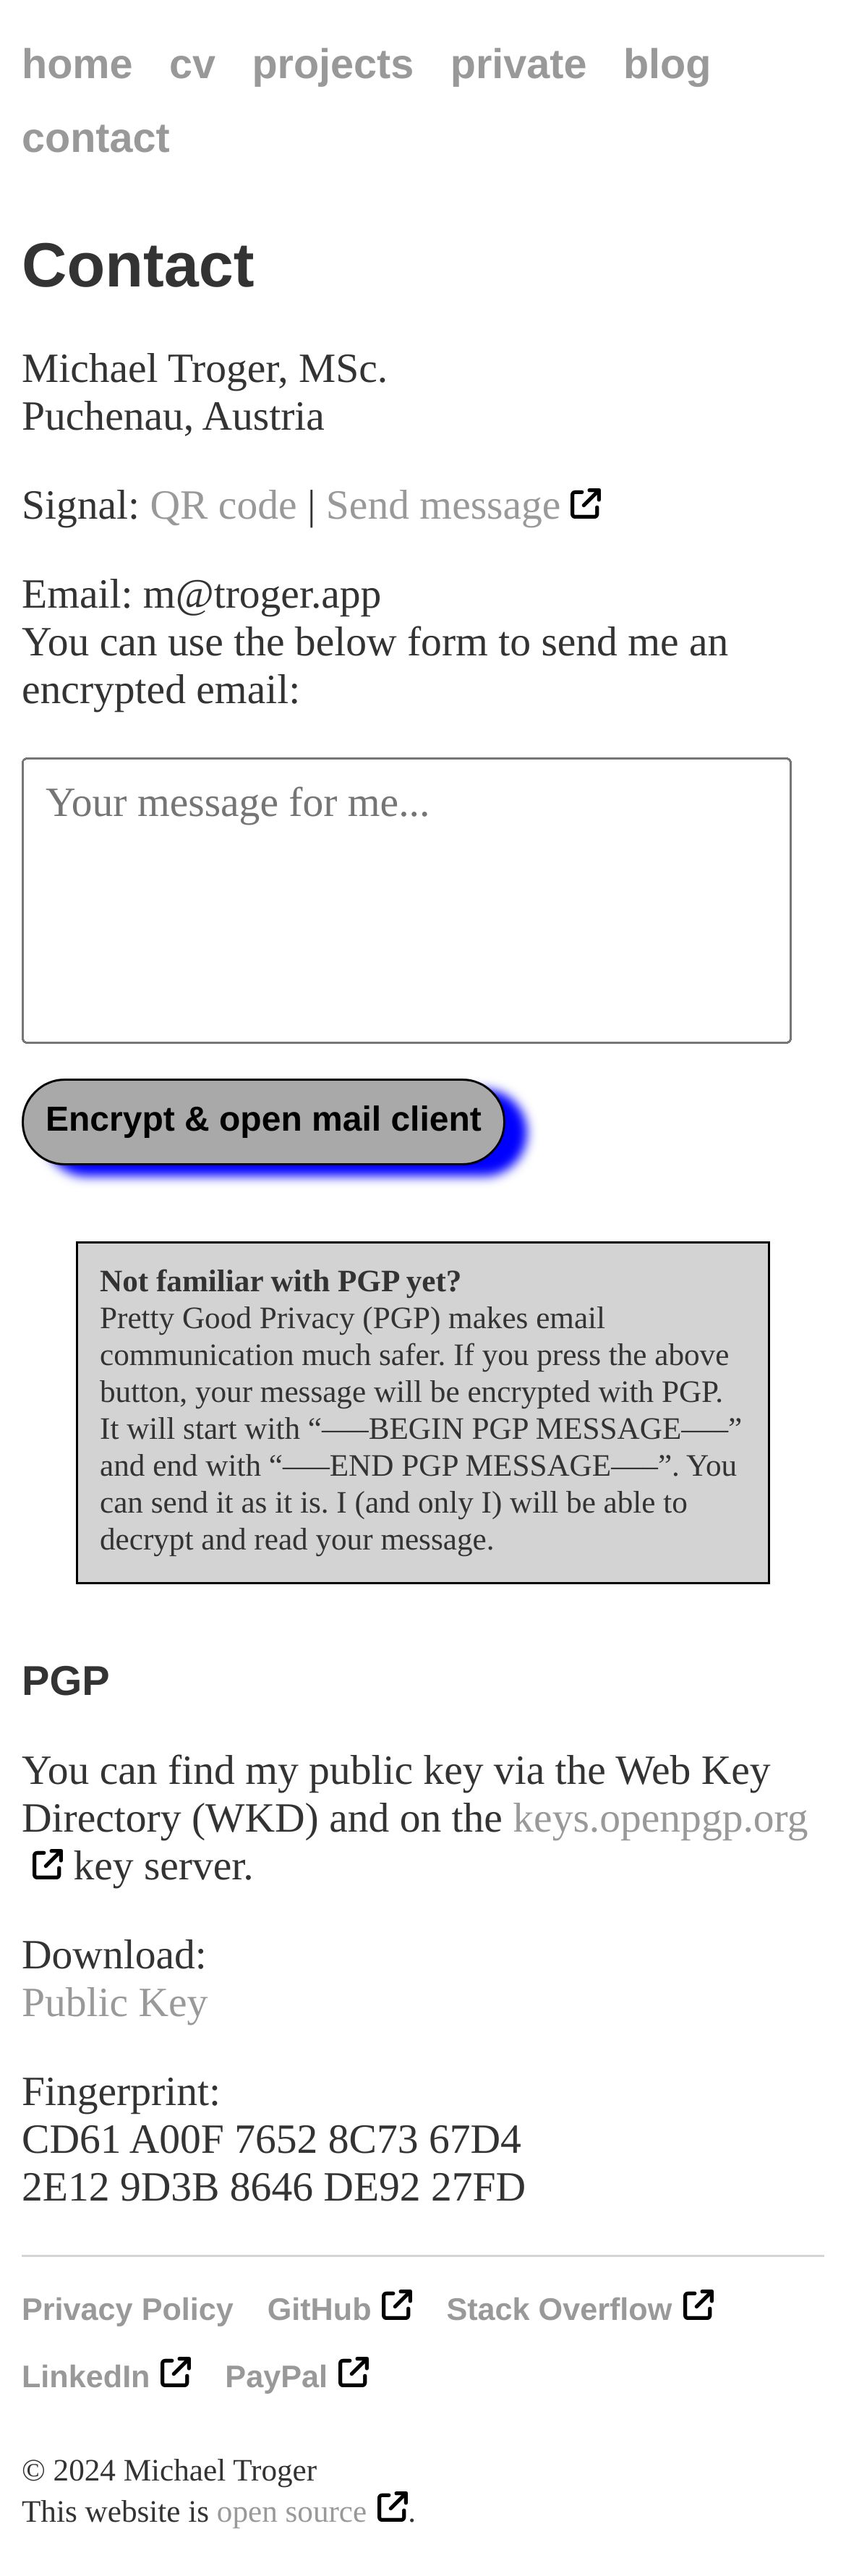 home cv projects private blog
contact
Contact
Michael Troger, MSc.
Puchenau, Austria
Signal: QR code | Send message
Email: m@troger.app
You can use the below form to send me an
encrypted email:
Your message for me...
Encrypt & open mail client
Not familiar with PGP yet?
Pretty Good Privacy (PGP) makes email
communication much safer. If you press the above
button, your message will be encrypted with PGP.
It will start with “-----BEGIN PGP MESSAGE-----”
and end with “-----END PGP MESSAGE-----”. You
can send it as it is. I (and only I) will be able to
decrypt and read your message.
PGP
You can find my public key via the Web Key
Directory (WKD) and on the keys.openpgp.org
key server.
Download:
Public Key
Fingerprint:
CD61 A00F 7652 8C73 67D4
2E12 9D3B 8646 DE92 27FD
Privacy Policy GitHub Stack Overflow
LinkedIn PayPal
© 2024 Michael Troger
This website is open source .